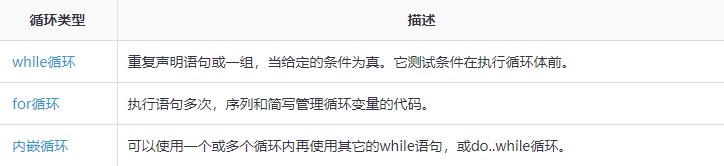 循环类型 描述
while循环 重复声明语句或一组，当给定的条件为真。它测试条件在执行循环体前。
for循环 执行语句多次，序列和简写管理循环变量的代码。
内嵌循环 可以使用一个或多个循环内再使用其它的while语句，或do..while循环。